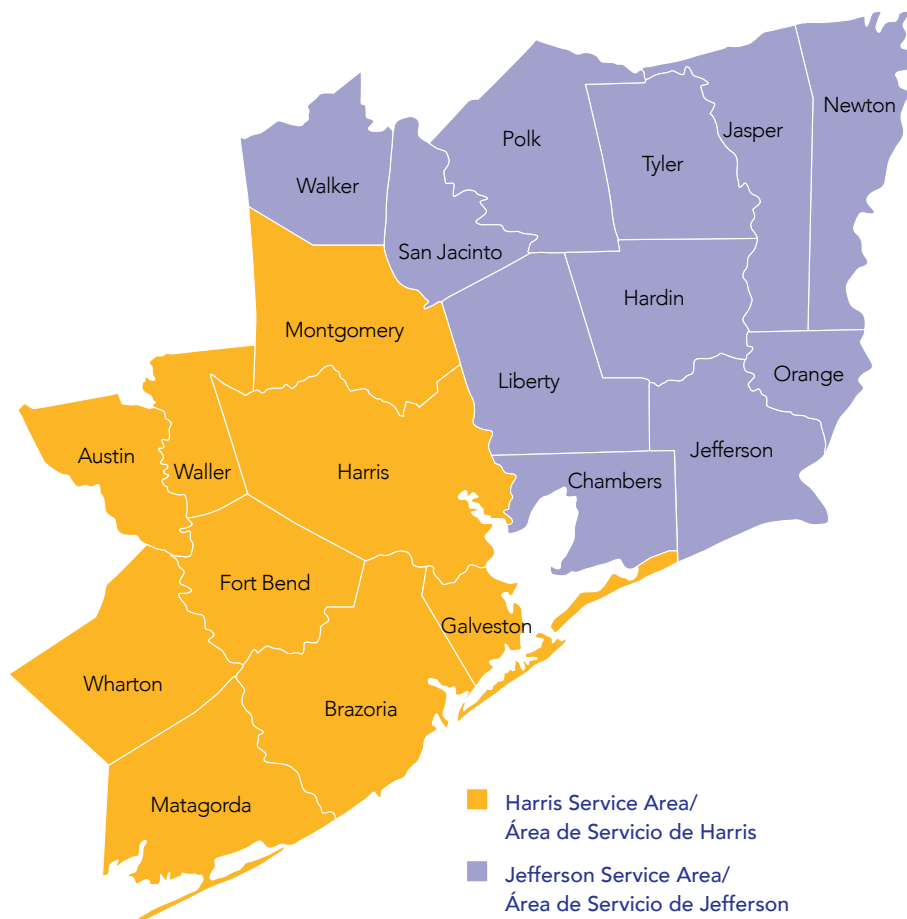 Newton
Jasper
Polk
Tyler
Walker
San Jacinto
Hardin
Montgomery
Orange
Liberty
Jefferson
Austin
Waller
Harris
Chambers
Fort Bend
Galveston
Wharton
Brazoria
Matagorda
Harris Service Area/
Área de Servicio de Harris
Jefferson Service Area/
Área de Servicio de Jefferson